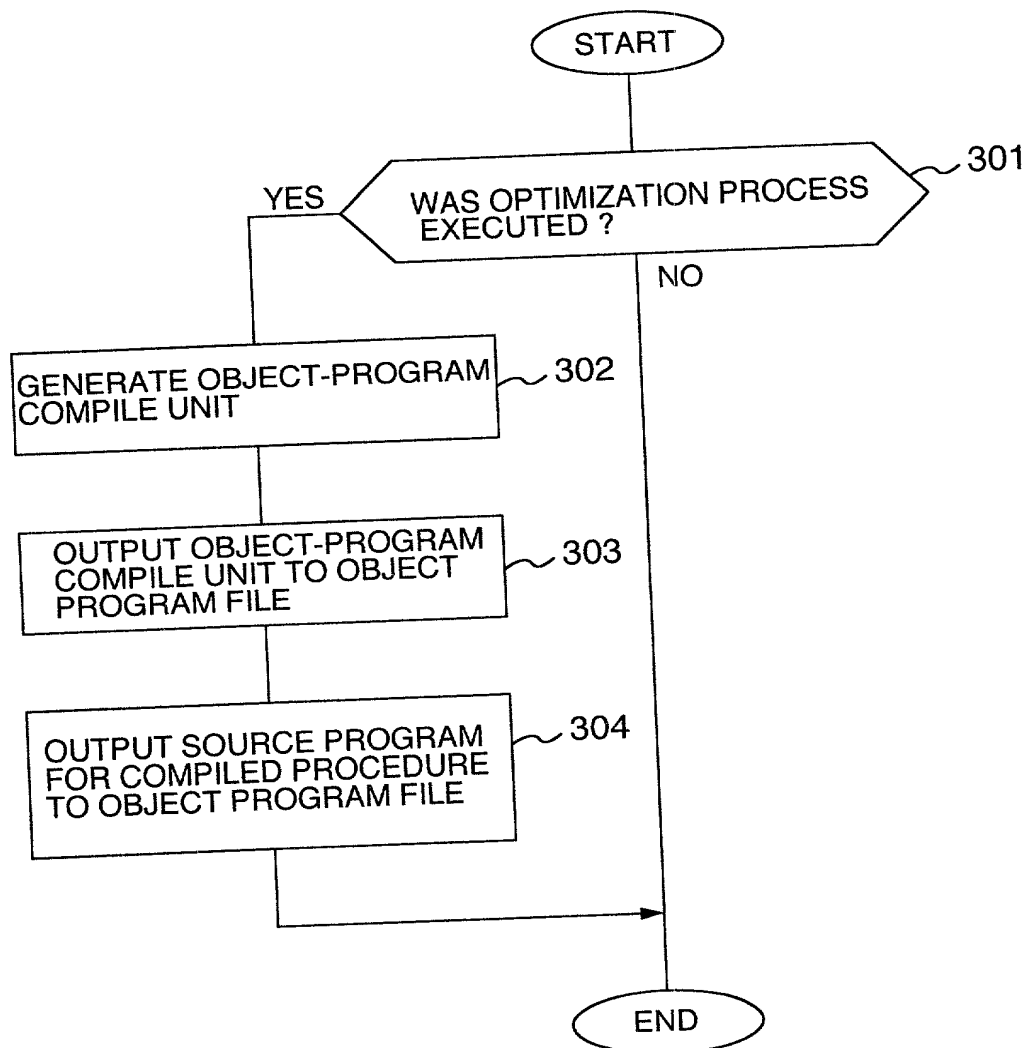 START
WAS OPTIMIZATION PROCESS
EXECUTED ?
301
YES
NO
GENERATE OBJECT-PROGRAM
COMPILE UNIT
302
OUTPUT OBJECT-PROGRAM
COMPILE UNIT TO OBJECT
PROGRAM FILE
303
OUTPUT SOURCE PROGRAM
FOR COMPILED PROCEDURE
TO OBJECT PROGRAM FILE
304
END